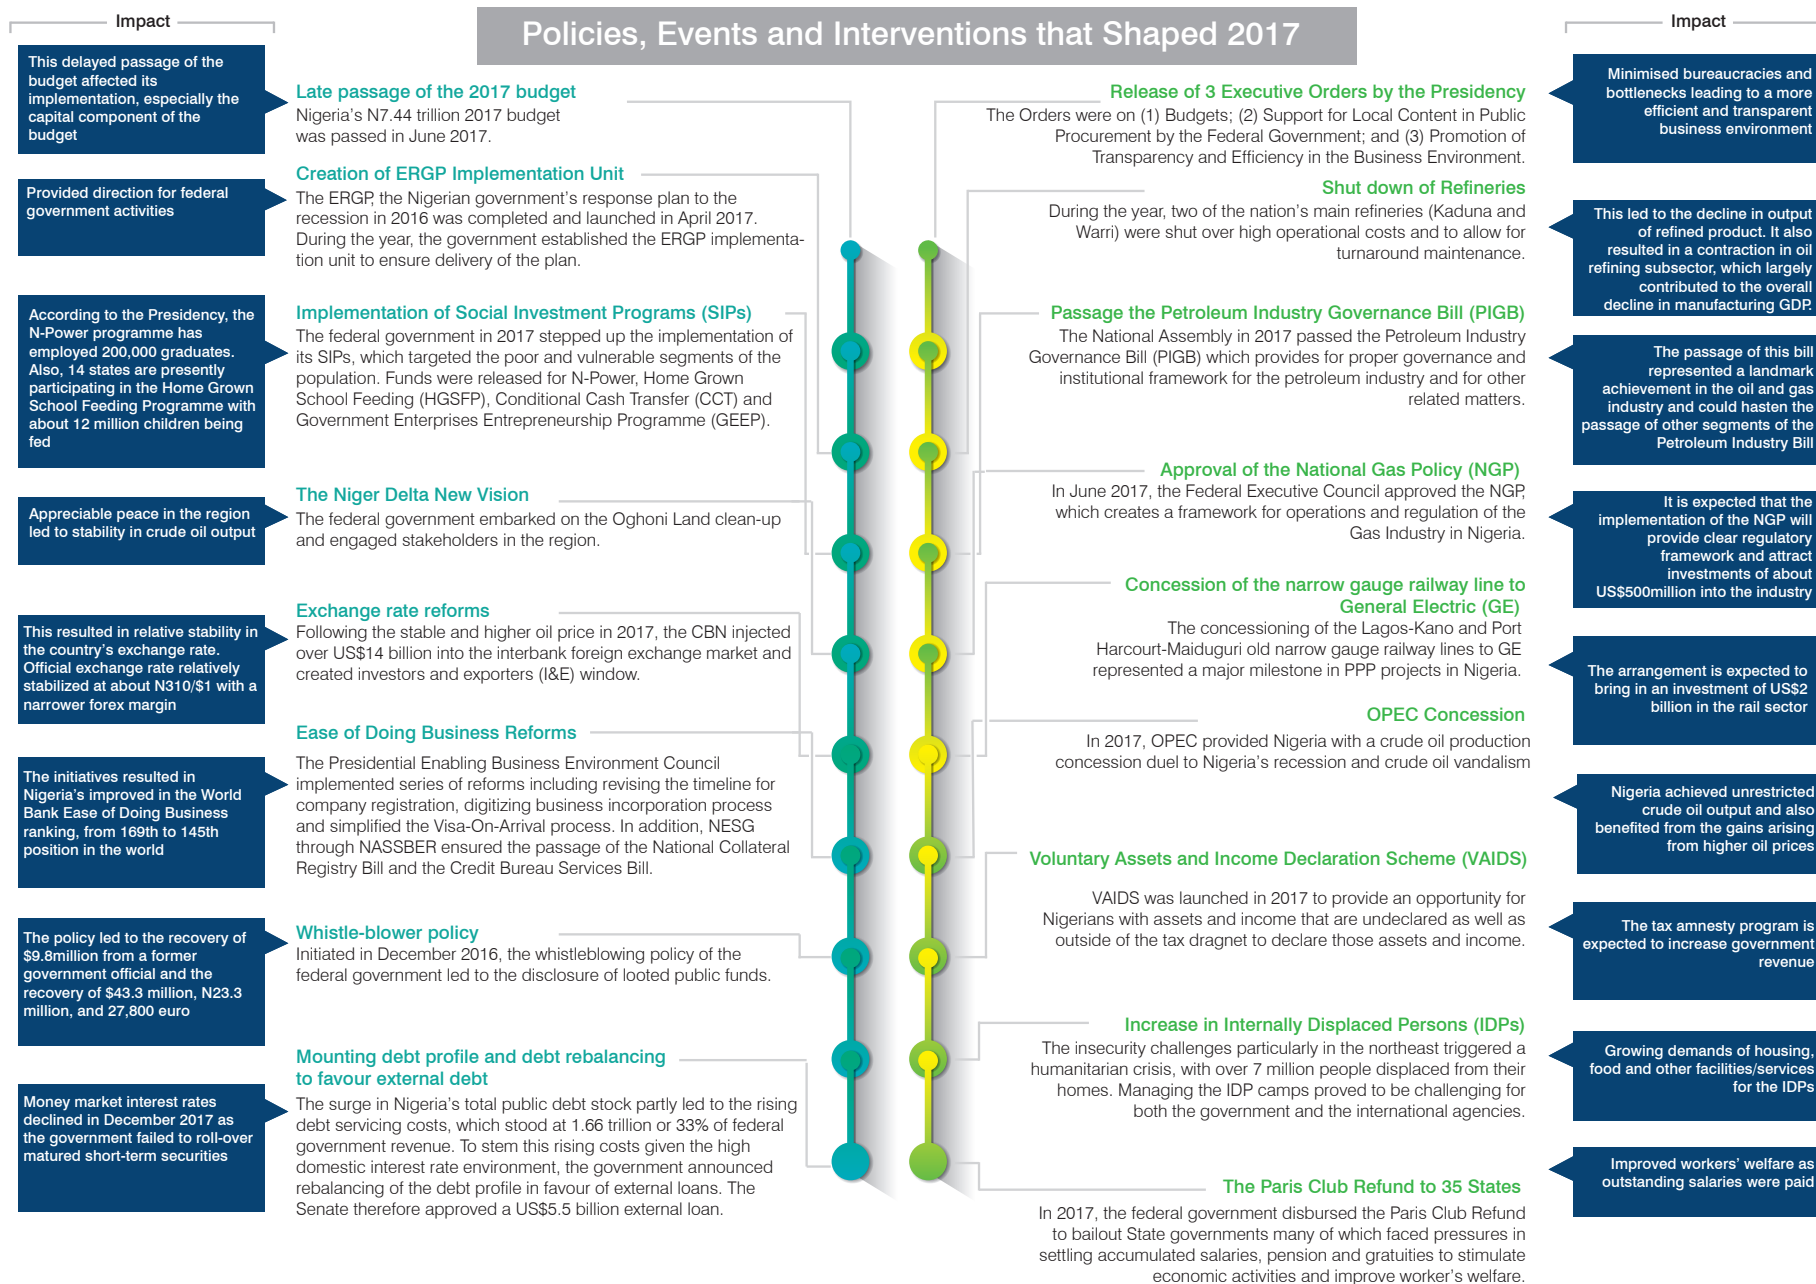 Policies, Events and Interventions that Shaped 2017
Impact
This delayed passage of the
budget affected its
implementation, especially the
capital component of the
budget
Late passage of the 2017 budget
Nigeria's N7.44 trillion 2017 budget
was passed in June 2017.
Provided direction for federal
government activities
Creation of ERGP Implementation Unit
The ERGP, the Nigerian government's response plan to the
recession in 2016 was completed and launched in April 2017.
During the year, the government established the ERGP implementa-
tion unit to ensure delivery of the plan.
According to the Presidency, the
N-Power programme has
employed 200,000 graduates.
Also, 14 states are presently
participating in the Home Grown
School Feeding Programme with
about 12 million children being
fed
Implementation of Social Investment Programs (SIPs)
The federal government in 2017 stepped up the implementation of
its SIPs, which targeted the poor and vulnerable segments of the
population. Funds were released for N-Power, Home Grown
School Feeding (HGSFP), Conditional Cash Transfer (CCT) and
Government Enterprises Entrepreneurship Programme (GEEP).
Appreciable peace in the region
led to stability in crude oil output
The Niger Delta New Vision
The federal government embarked on the Oghoni Land clean-up
and engaged stakeholders in the region.
This resulted in relative stability in
the country's exchange rate.
Official exchange rate relatively
stabilized at about N310/$1 with a
narrower forex margin
Exchange rate reforms
Following the stable and higher oil price in 2017, the CBN injected
over US$14 billion into the interbank foreign exchange market and
created investors and exporters (I&E) window.
The initiatives resulted in
Nigeria's improved in the World
Bank Ease of Doing Business
ranking, from 169th to 145th
position in the world
Ease of Doing Business Reforms
The Presidential Enabling Business Environment Council
implemented series of reforms including revising the timeline for
company registration, digitizing business incorporation process
and simplified the Visa-On-Arrival process. In addition, NESG
through NASSBER ensured the passage of the National Collateral
Registry Bill and the Credit Bureau Services Bill.
The policy led to the recovery of
$9.8million from a former
government official and the
recovery of $43.3 million, N23.3
million, and 27,800 euro
Whistle-blower policy
Initiated in December 2016, the whistleblowing policy of the
federal government led to the disclosure of looted public funds.
Money market interest rates
declined in December 2017 as
the government failed to roll-over
matured short-term securities
Mounting debt profile and debt rebalancing
to favour external debt
The surge in Nigeria's total public debt stock partly led to the rising
debt servicing costs, which stood at 1.66 trillion or 33% of federal
government revenue. To stem this rising costs given the high
domestic interest rate environment, the government announced
rebalancing of the debt profile in favour of external loans. The
Senate therefore approved a US$5.5 billion external loan.
Impact
Release of 3 Executive Orders by the Presidency
The Orders were on (1) Budgets; (2) Support for Local Content in Public
Procurement by the Federal Government; and (3) Promotion of
Transparency and Efficiency in the Business Environment.
Minimised bureaucracies and
bottlenecks leading to a more
efficient and transparent
business environment
Shut down of Refineries
During the year, two of the nation's main refineries (Kaduna and
Warri) were shut over high operational costs and to allow for
turnaround maintenance.
This led to the decline in output
of refined product. It also
resulted in a contraction in oil
refining subsector, which largely
contributed to the overall
decline in manufacturing GDP.
Passage the Petroleum Industry Governance Bill (PIGB)
The National Assembly in 2017 passed the Petroleum Industry
Governance Bill (PIGB) which provides for proper governance and
institutional framework for the petroleum industry and for other
related matters.
The passage of this bill
represented a landmark
achievement in the oil and gas
industry and could hasten the
passage of other segments of the
Petroleum Industry Bill
Approval of the National Gas Policy (NGP)
In June 2017, the Federal Executive Council approved the NGP,
which creates a framework for operations and regulation of the
Gas Industry in Nigeria.
It is expected that the
implementation of the NGP will
provide clear regulatory
framework and attract
investments of about
US$500million into the industry
Concession of the narrow gauge railway line to
General Electric (GE)
The concessioning of the Lagos-Kano and Port
Harcourt-Maiduguri old narrow gauge railway lines to GE
represented a major milestone in PPP projects in Nigeria.
The arrangement is expected to
bring in an investment of US$2
billion in the rail sector
OPEC Concession
In 2017, OPEC provided Nigeria with a crude oil production
concession duel to Nigeria's recession and crude oil vandalism
Nigeria achieved unrestricted
crude oil output and also
benefited from the gains arising
from higher oil prices
Voluntary Assets and Income Declaration Scheme (VAIDS)
VAIDS was launched in 2017 to provide an opportunity for
Nigerians with assets and income that are undeclared as well as
outside of the tax dragnet to declare those assets and income.
The tax amnesty program is
expected to increase government
revenue
Increase in Internally Displaced Persons (IDPs)
The insecurity challenges particularly in the northeast triggered a
humanitarian crisis, with over 7 million people displaced from their
homes. Managing the IDP camps proved to be challenging for
both the government and the international agencies.
Growing demands of housing,
food and other facilities/services
for the IDPs
The Paris Club Refund to 35 States
In 2017, the federal government disbursed the Paris Club Refund
to bailout State governments many of which faced pressures in
settling accumulated salaries, pension and gratuities to stimulate
economic activities and improve worker's welfare.
Improved workers' welfare as
outstanding salaries were paid